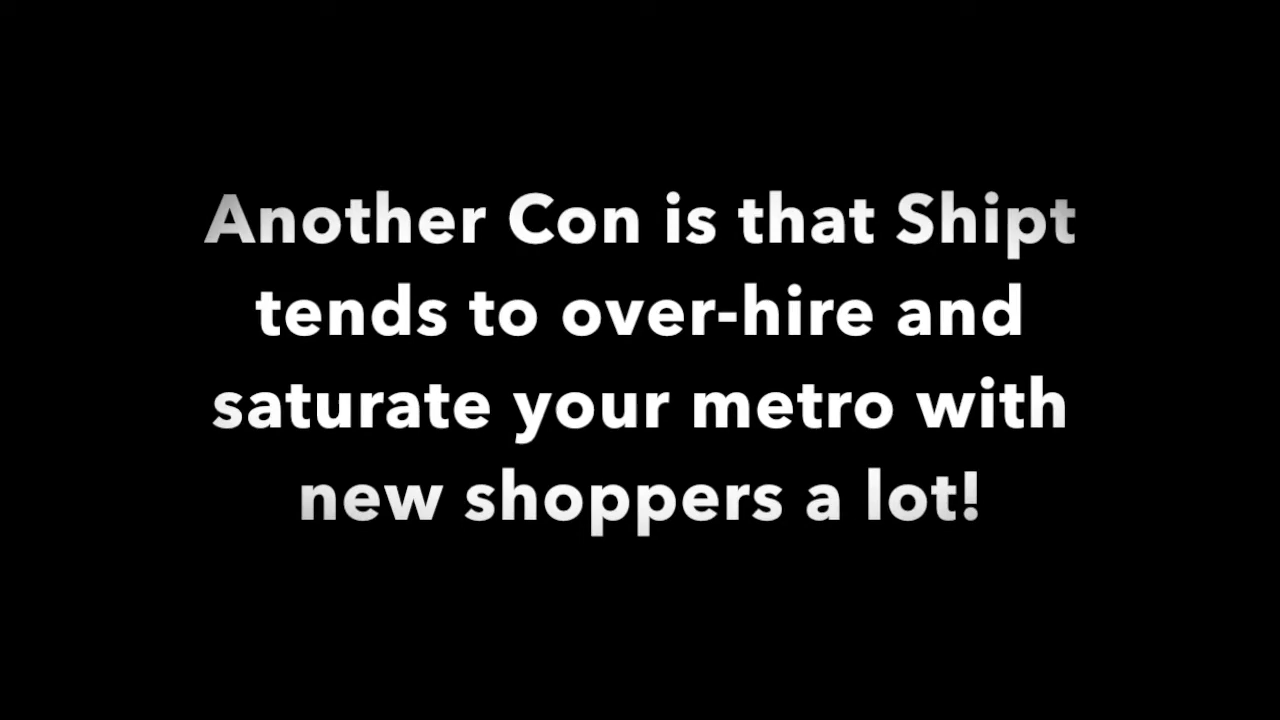 Another Con is that Shipt
tends to over-hire and
saturate your metro with
new shoppers a lot!